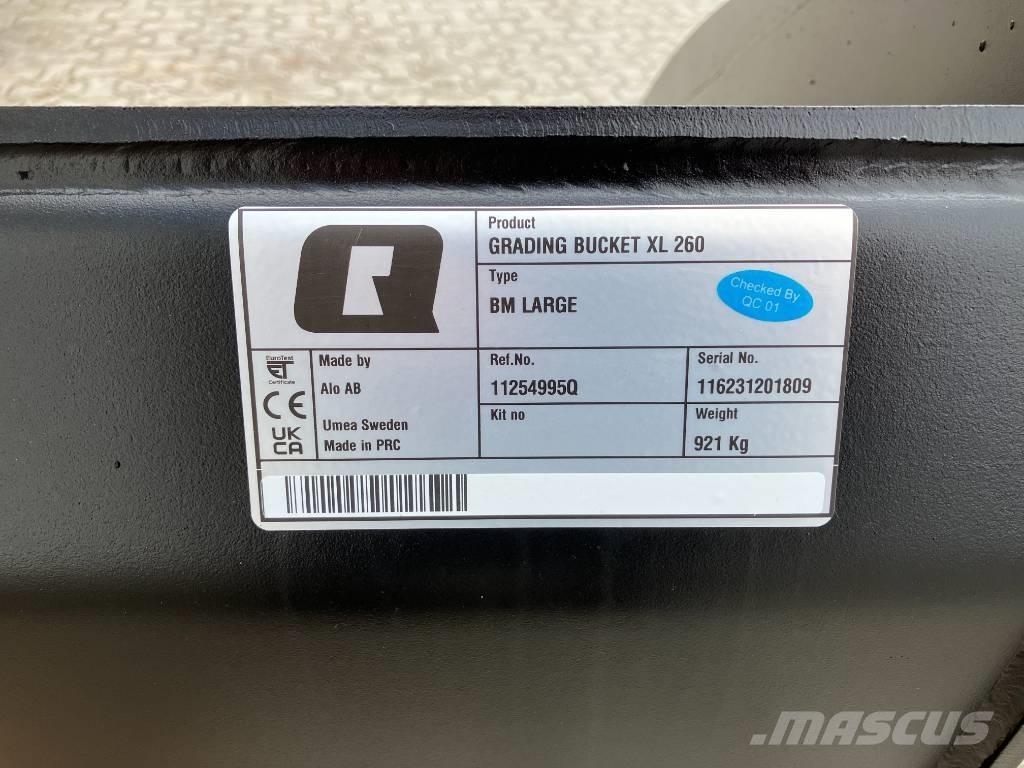 Product
GRADING BUCKET XL 260
Type
BM LARGE
Checked By
QC 01
EuroTest
ET
Certificate
CE
UK
CA
Made by
Alo AB
Umea Sweden
Made in PRC
Ref.No.
11254995Q
Serial No.
116231201809
Kit no
Weight
921 Kg
MASCUS